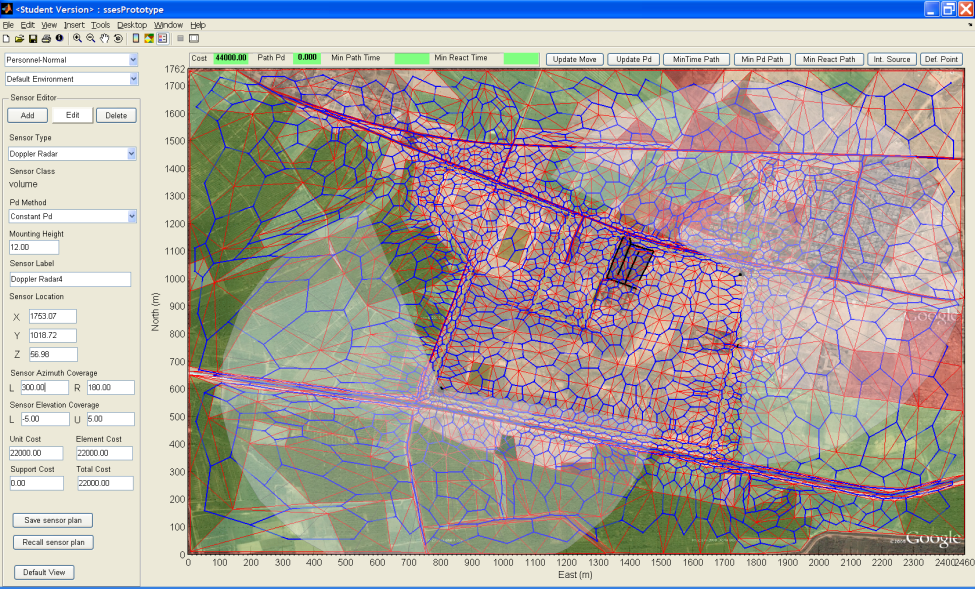 <Student Version> : ssesPrototype
File Edit View Insert Tools Desktop Window Help
Personnel-Normal
Default Environment
Sensor Editor
Add Edit Delete
Sensor Type
Doppler Radar
Sensor Class
volume
Pd Method
Constant Pd
Mounting Height
12.00
Sensor Label
Doppler Radar4
Sensor Location
X 1753.07
Y 1018.72
Z 56.98
Sensor Azimuth Coverage
L 300.00 R 180.00
Sensor Elevation Coverage
L -5.00 U 5.00
Unit Cost Element Cost
22000.00 22000.00
Support Cost Total Cost
0.00 22000.00
Save sensor plan
Recall sensor plan
Default View
Cost 44000.00 Path Pd 0.000 Min Path Time Min React Time Update Move Update Pd MinTime Path Min Pd Path Min React Path Int. Source Def. Point
1762
1700
1600
1500
1400
1300
1200
1100
1000
900
800
700
600
500
400
300
200
100
0
North (m)
Google
Google
0 100 200 300 400 500 600 700 800 900 1000 1100 1200 1300 1400 1500 1600 1700 1800 1900 2000 2100 2200 2300 2400 2460
East (m)